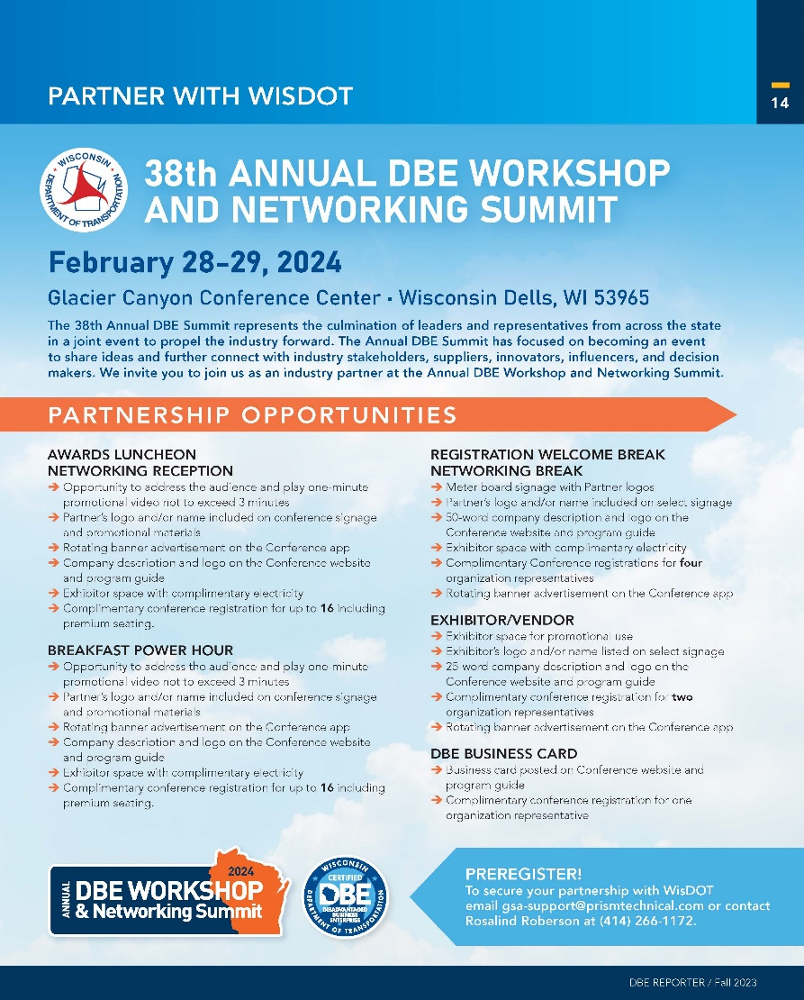 PARTNER WITH WISDOT
14
WISCONSIN
DEPARTMENT OF TRANSPORTATION
38th ANNUAL DBE WORKSHOP
AND NETWORKING SUMMIT
February 28–29, 2024
Glacier Canyon Conference Center · Wisconsin Dells, WI 53965
The 38th Annual DBE Summit represents the culmination of leaders and representatives from across the state
in a joint event to propel the industry forward. The Annual DBE Summit has focused on becoming an event
to share ideas and further connect with industry stakeholders, suppliers, innovators, influencers, and decision
makers. We invite you to join us as an industry partner at the Annual DBE Workshop and Networking Summit.
PARTNERSHIP OPPORTUNITIES
AWARDS LUNCHEON
NETWORKING RECEPTION
➔ Opportunity to address the audience and play one-minute
promotional video not to exceed 3 minutes
➔ Partner's logo and/or name included on conference signage
and promotional materials
➔ Rotating banner advertisement on the Conference app
➔ Company description and logo on the Conference website
and program guide
➔ Exhibitor space with complimentary electricity
➔ Complimentary conference registration for up to 16 including
premium seating.
BREAKFAST POWER HOUR
➔ Opportunity to address the audience and play one-minute
promotional video not to exceed 3 minutes
➔ Partner's logo and/or name included on conference signage
and promotional materials
➔ Rotating banner advertisement on the Conference app
➔ Company description and logo on the Conference website
and program guide
➔ Exhibitor space with complimentary electricity
➔ Complimentary conference registration for up to 16 including
premium seating.
REGISTRATION WELCOME BREAK
NETWORKING BREAK
➔ Meter board signage with Partner logos
➔ Partner's logo and/or name included on select signage
➔ 50-word company description and logo on the
Conference website and program guide
➔ Exhibitor space with complimentary electricity
➔ Complimentary Conference registrations for four
organization representatives
➔ Rotating banner advertisement on the Conference app
EXHIBITOR/VENDOR
➔ Exhibitor space for promotional use
➔ Exhibitor's logo and/or name listed on select signage
➔ 25-word company description and logo on the
Conference website and program guide
➔ Complimentary conference registration for two
organization representatives
➔ Rotating banner advertisement on the Conference app
DBE BUSINESS CARD
➔ Business card posted on Conference website and
program guide
➔ Complimentary conference registration for one
organization representative
2024
ANNUAL
DBE WORKSHOP
& Networking Summit
WISCONSIN
CERTIFIED
DBE
DISADVANTAGED
BUSINESS
ENTERPRISE
DEPARTMENT OF TRANSPORTATION
PREREGISTER!
To secure your partnership with WisDOT
email gsa-support@prismtechnical.com or contact
Rosalind Roberson at (414) 266-1172.
DBE REPORTER / Fall 2023